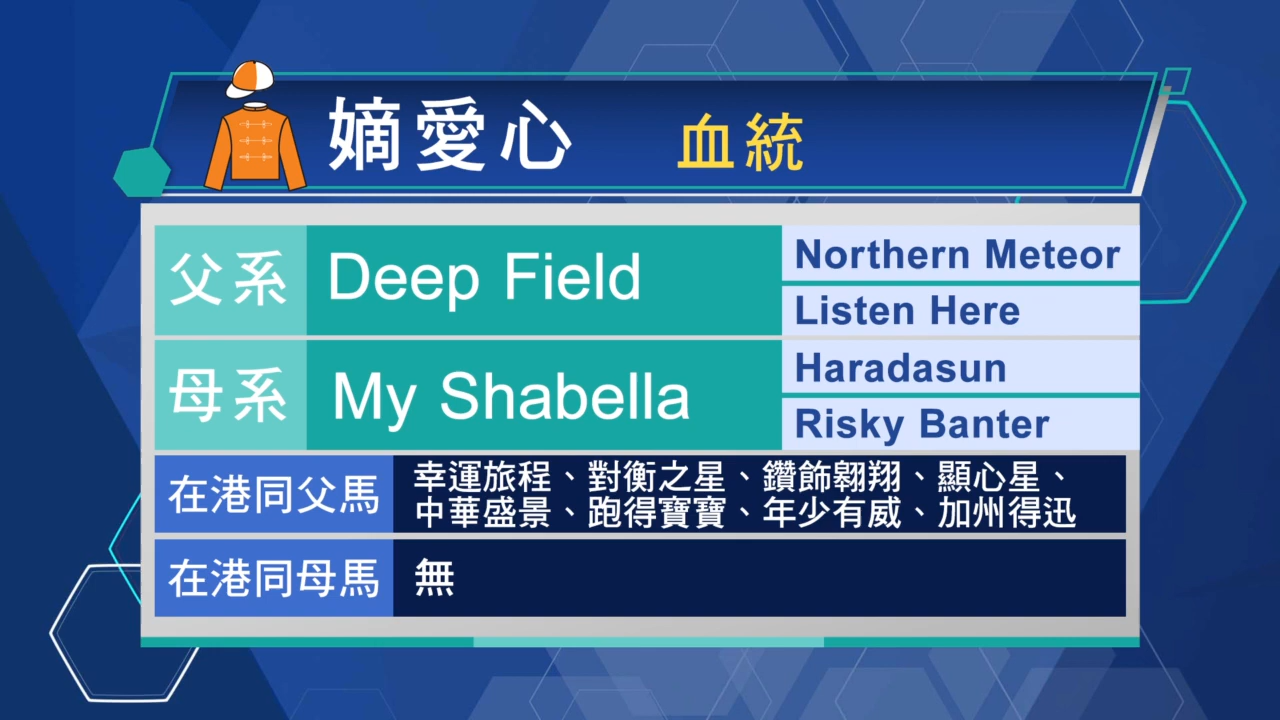 嫡愛心 血統
父系 Deep Field
Northern Meteor
Listen Here
母系 My Shabella
Haradasun
Risky Banter
在港同父馬
幸運旅程、對衡之星、鑽飾翱翔、顯心星、
中華盛景、跑得寶寶、年少有威、加州得迅
在港同母馬 無